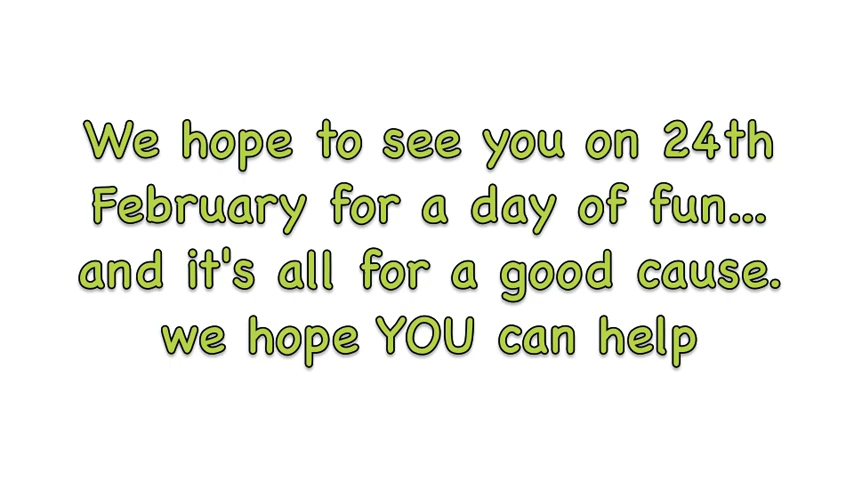 We hope to see you on 24th
February for a day of fun...
and it's all for a good cause.
we hope YOU can help